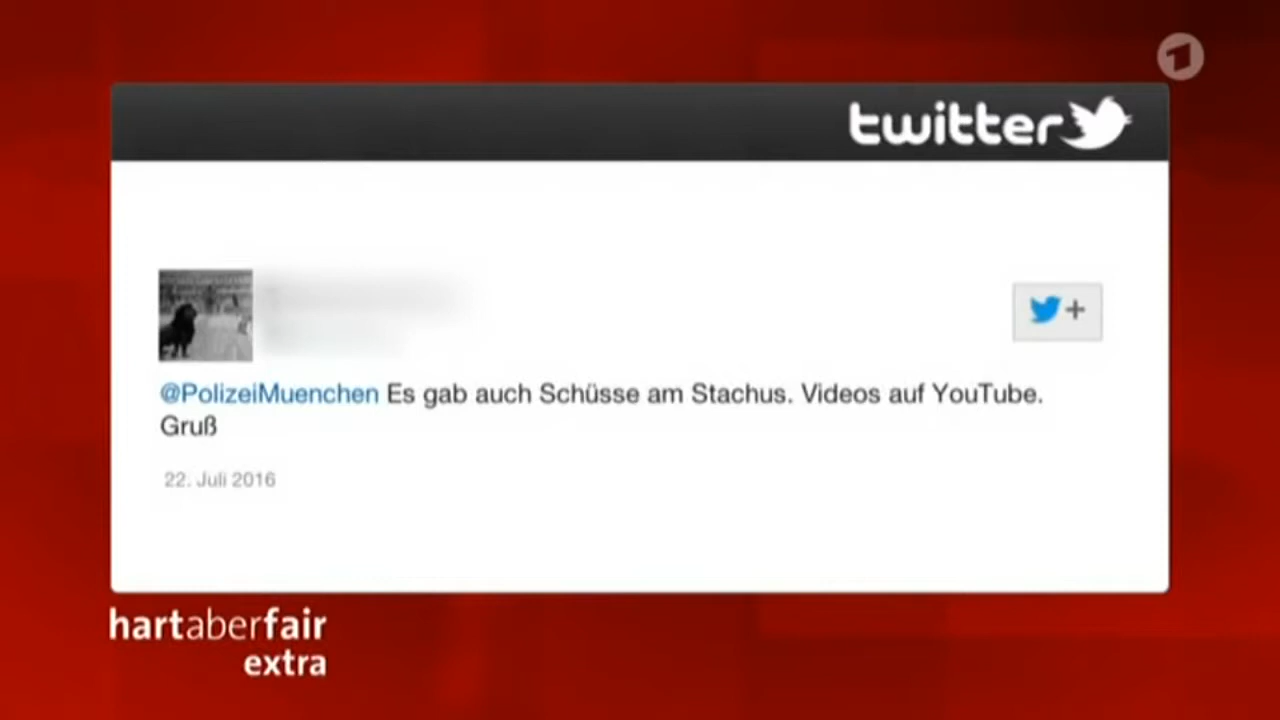 twitter
@PolizeiMuenchen Es gab auch Schüsse am Stachus. Videos auf YouTube.
Gruß
22. Juli 2016
hartaberfair
extra